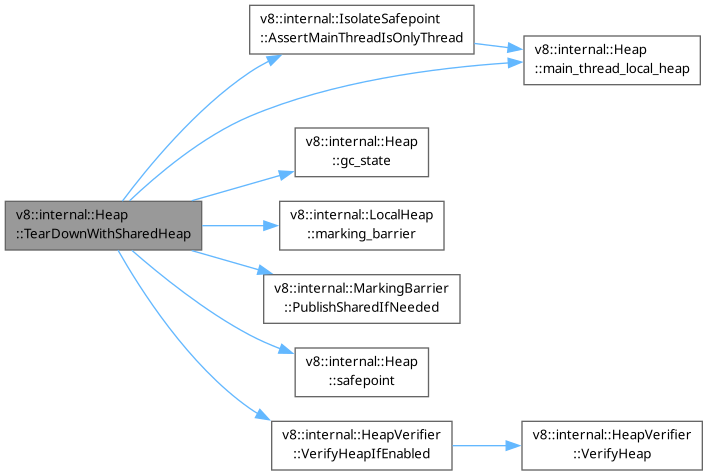 v8::internal::IsolateSafepoint
::AssertMainThreadIsOnlyThread
v8::internal::Heap
::main_thread_local_heap
v8::internal::Heap
::gc_state
v8::internal::Heap
::TearDownWithSharedHeap
v8::internal::LocalHeap
::marking_barrier
v8::internal::MarkingBarrier
::PublishSharedIfNeeded
v8::internal::Heap
::safepoint
v8::internal::HeapVerifier
::VerifyHeapIfEnabled
v8::internal::HeapVerifier
::VerifyHeap